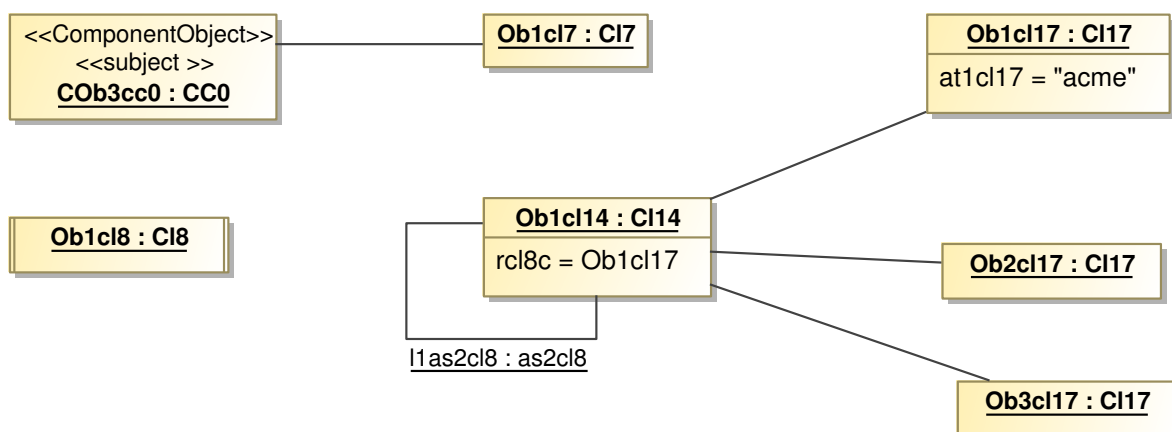 <<ComponentObject>>
<<subject >>
COb3cc0 : CC0
Ob1cl7 : Cl7
Ob1cl17 : Cl17
at1cl17 = "acme"
Ob1cl8 : Cl8
Ob1cl14 : Cl14
rcl8c = Ob1cl17
Ob2cl17 : Cl17
l1as2cl8 : as2cl8
Ob3cl17 : Cl17